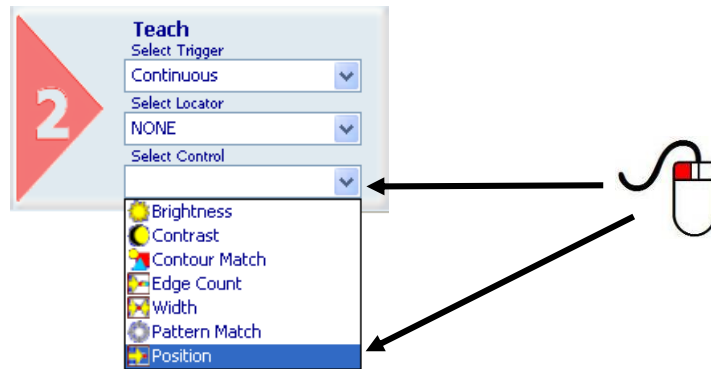 2
Teach
Select Trigger
Continuous
Select Locator
NONE
Select Control
Brightness
Contrast
Contour Match
Edge Count
Width
Pattern Match
Position